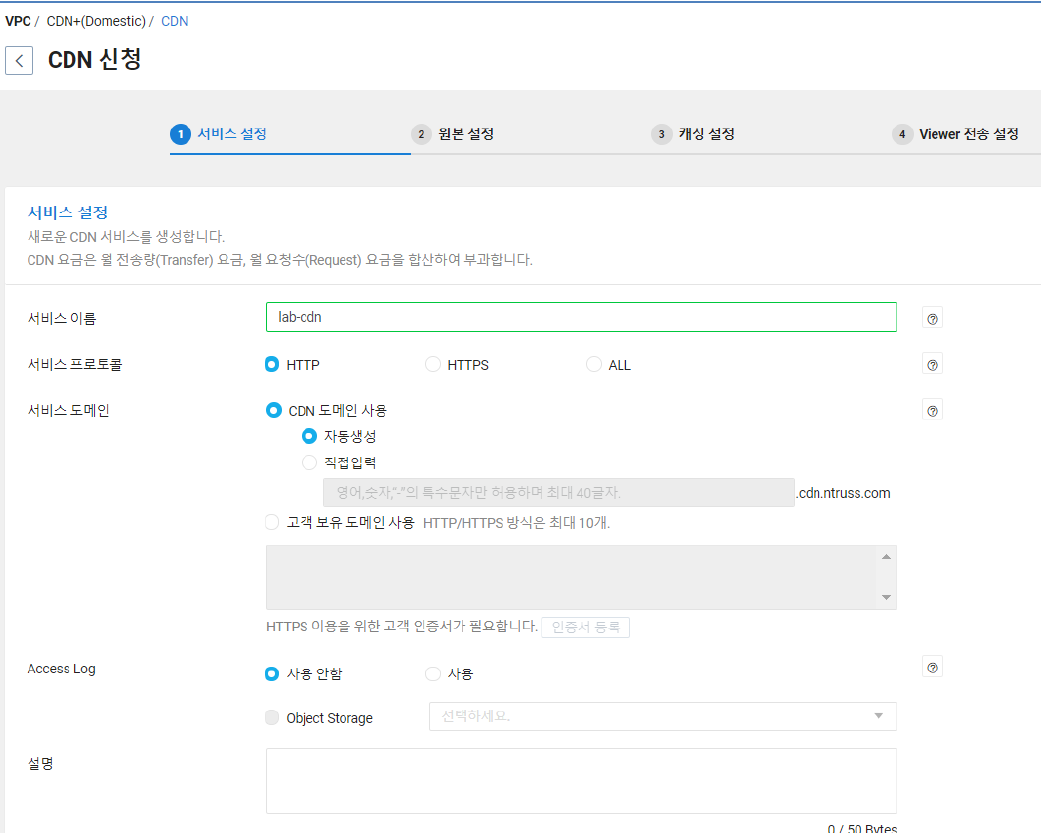 VPC / CDN+(Domestic) / CDN
CDN 신청
1 서비스 설정 2 원본 설정 3 캐싱 설정 4 Viewer 전송 설정
서비스 설정
새로운 CDN 서비스를 생성합니다.
CDN 요금은 월 전송량(Transfer) 요금, 월 요청수(Request) 요금을 합산하여 부과합니다.
서비스 이름 lab-cdn
서비스 프로토콜 HTTP HTTPS ALL
서비스 도메인 CDN 도메인 사용
자동생성
직접입력
영어,숫자,"-"의 특수문자만 허용하며 최대 40글자. .cdn.ntruss.com
고객 보유 도메인 사용 HTTP/HTTPS 방식은 최대 10개.
HTTPS 이용을 위한 고객 인증서가 필요합니다. 인증서 등록
Access Log 사용 안함 사용
Object Storage 선택하세요.
설명
0 / 50 Bytes